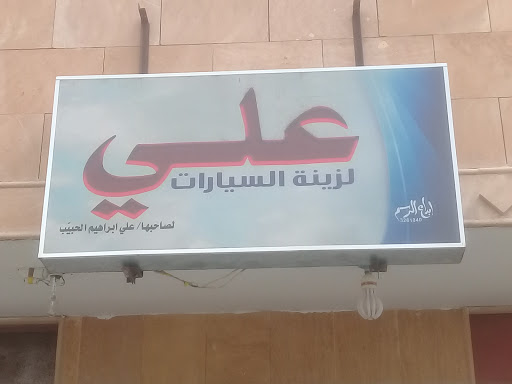 علي
لزينة السيارات
لصاحبها/ علي ابراهيم الحبيب